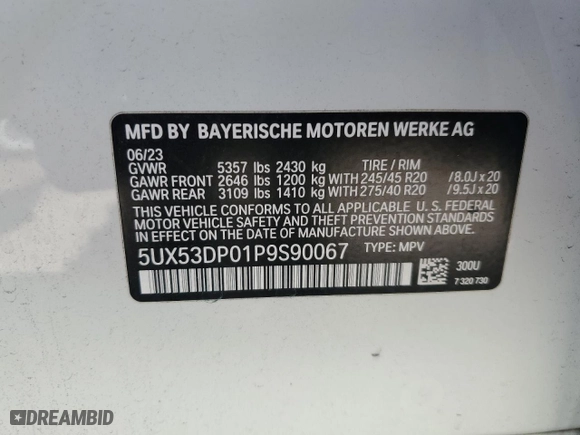 MFD BY BAYERISCHE MOTOREN WERKE AG
06/23
GVWR 5357 lbs 2430 kg TIRE / RIM
GAWR FRONT 2646 lbs 1200 kg WITH 245/45 R20 /8.0J x 20
GAWR REAR 3109 lbs 1410 kg WITH 275/40 R20 /9.5J x 20
THIS VEHICLE CONFORMS TO ALL APPLICABLE U. S. FEDERAL
MOTOR VEHICLE SAFETY AND THEFT PREVENTION STANDARDS
IN EFFECT ON THE DATE OF MANUFACTURE SHOWN ABOVE.
5UX53DP01P9S90067 TYPE: MPV
300U
7 320 730
DREAMBID